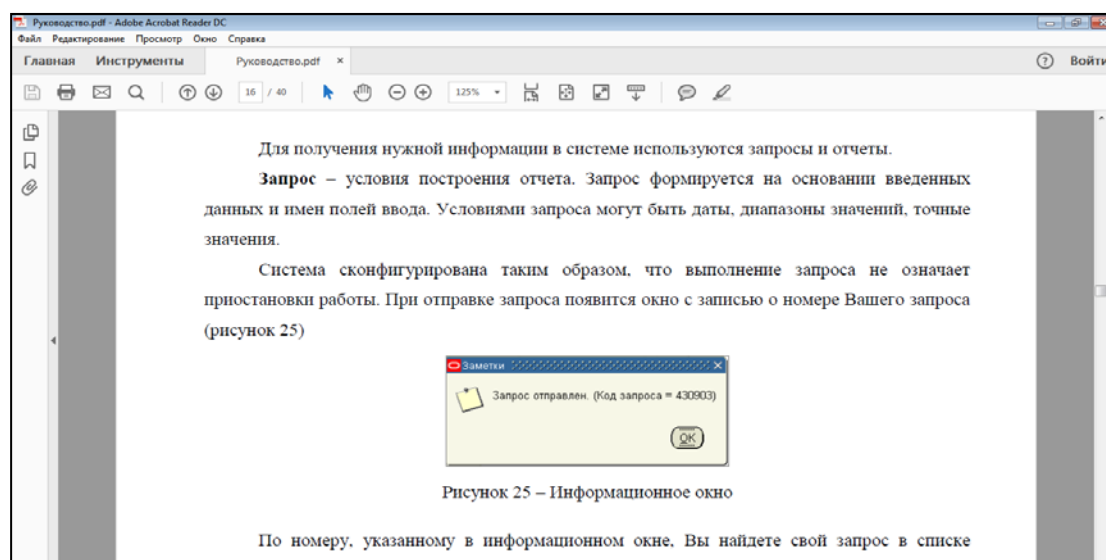 Руководство.pdf - Adobe Acrobat Reader DC
Файл Редактирование Просмотр Окно Справка
Главная Инструменты Руководство.pdf × ? Войти
16 / 40 125%
Для получения нужной информации в системе используются запросы и отчеты.
Запрос – условия построения отчета. Запрос формируется на основании введенных
данных и имен полей ввода. Условиями запроса могут быть даты, диапазоны значений, точные
значения.
Система сконфигурирована таким образом, что выполнение запроса не означает
приостановки работы. При отправке запроса появится окно с записью о номере Вашего запроса
(рисунок 25)
Заметки
Запрос отправлен. (Код запроса = 430903)
OK
Рисунок 25 – Информационное окно
По номеру, указанному в информационном окне, Вы найдете свой запрос в списке